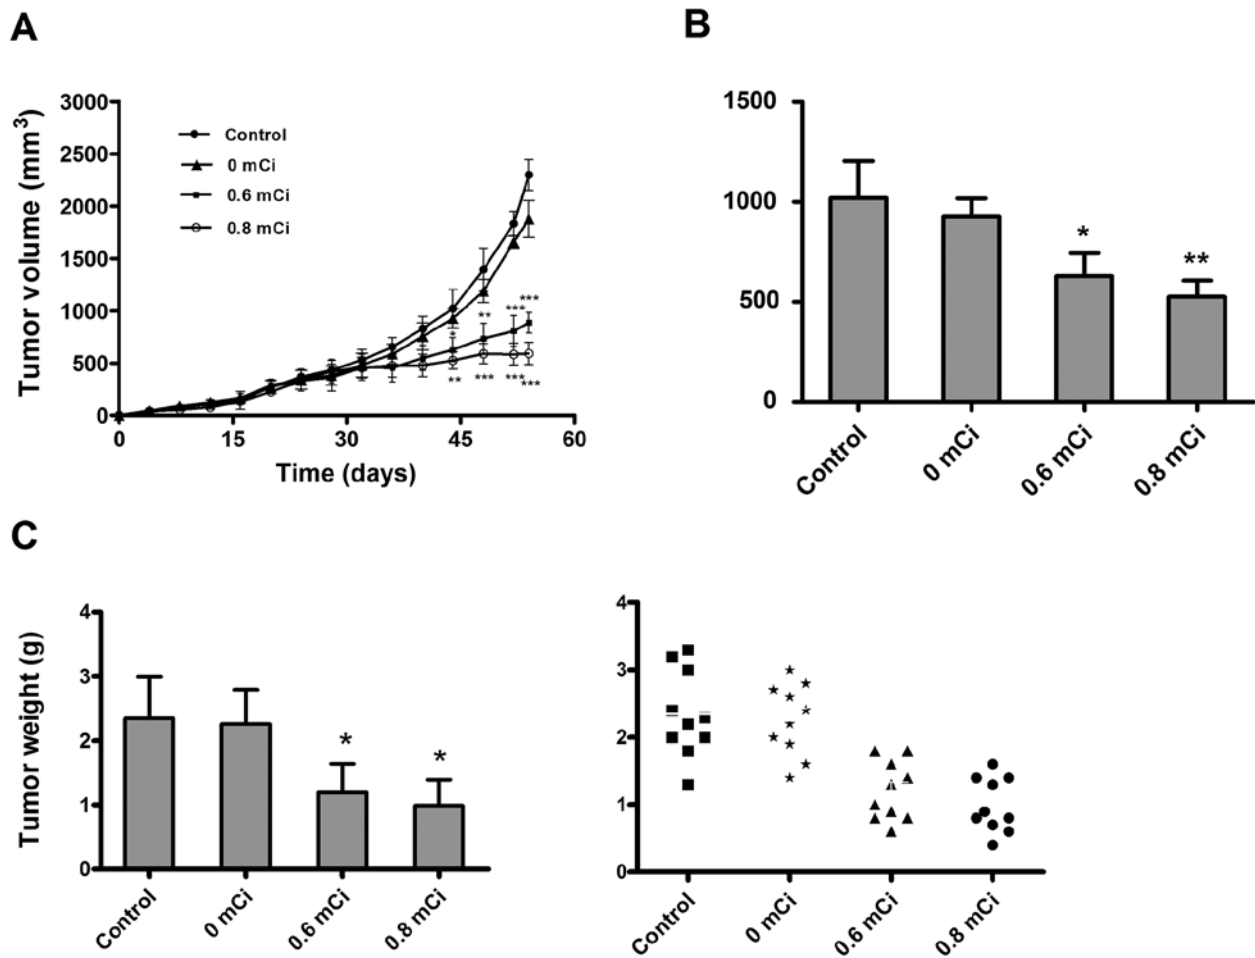 A
B
Tumor volume (mm³)
3000
2500
2000
1500
1000
500
0
Control
0 mCi
0.6 mCi
0.8 mCi
*
**
***
***
**
***
***
***
0
15
30
45
60
Time (days)
1500
1000
500
0
*
**
Control
0 mCi
0.6 mCi
0.8 mCi
C
Tumor weight (g)
4
3
2
1
0
*
*
Control
0 mCi
0.6 mCi
0.8 mCi
4
3
2
1
0
Control
0 mCi
0.6 mCi
0.8 mCi